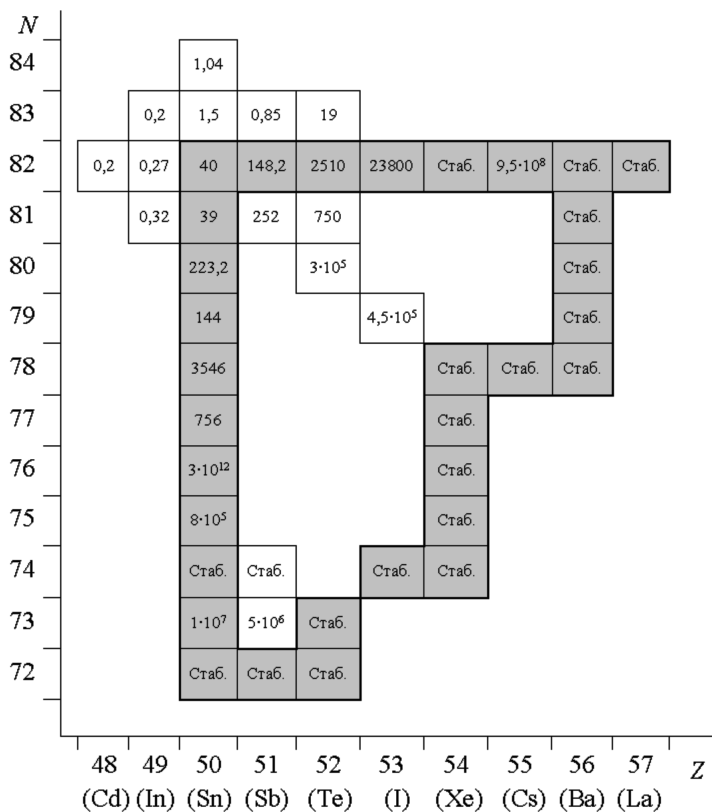 N
84 1,04
83 0,2 1,5 0,85 19
82 0,2 0,27 40 148,2 2510 23800 Стаб. 9,5·10⁸ Стаб. Стаб.
81 0,32 39 252 750 Стаб.
80 223,2 3·10⁵ Стаб.
79 144 4,5·10⁵ Стаб.
78 3546 Стаб. Стаб. Стаб.
77 756 Стаб.
76 3·10¹² Стаб.
75 8·10⁵ Стаб.
74 Стаб. Стаб. Стаб. Стаб.
73 1·10⁷ 5·10⁶ Стаб.
72 Стаб. Стаб. Стаб.
48 49 50 51 52 53 54 55 56 57 Z
(Cd) (In) (Sn) (Sb) (Te) (I) (Xe) (Cs) (Ba) (La)